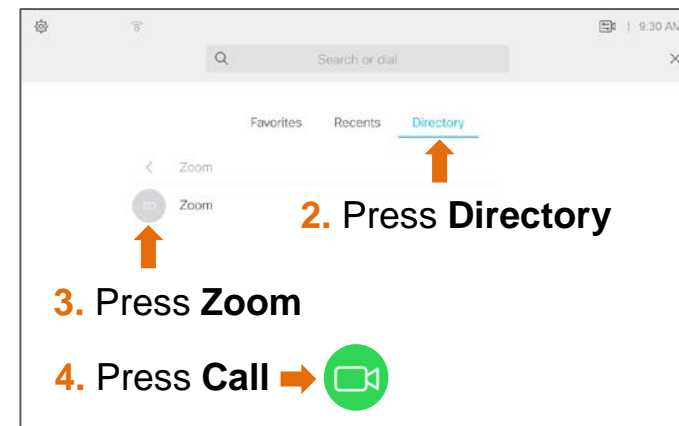 | 9:30 AM
Search or dial
Favorites Recents Directory
Zoom
Zoom
2. Press Directory
3. Press Zoom
4. Press Call